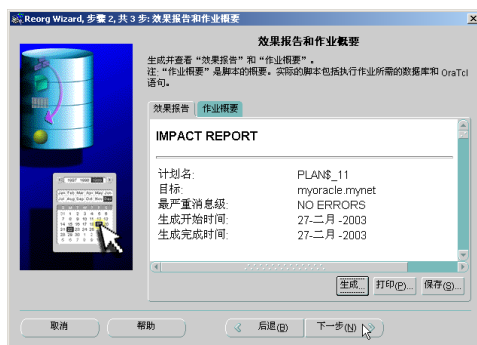 Reorg Wizard, 步骤 2, 共 3 步: 效果报告和作业概要
效果报告和作业概要
生成并查看“效果报告”和“作业概要”。
注:“作业概要”是脚本的概要。实际的脚本包括执行作业所需的数据库和 OraTcl
语句。
效果报告 作业概要
IMPACT REPORT
计划名: PLAN$_11
目标: myoracle.mynet
最严重消息级: NO ERRORS
生成开始时间: 27-二月 -2003
生成完成时间: 27-二月 -2003
生成... 打印(P)... 保存(S)...
取消 帮助 后退(B) 下一步(N)